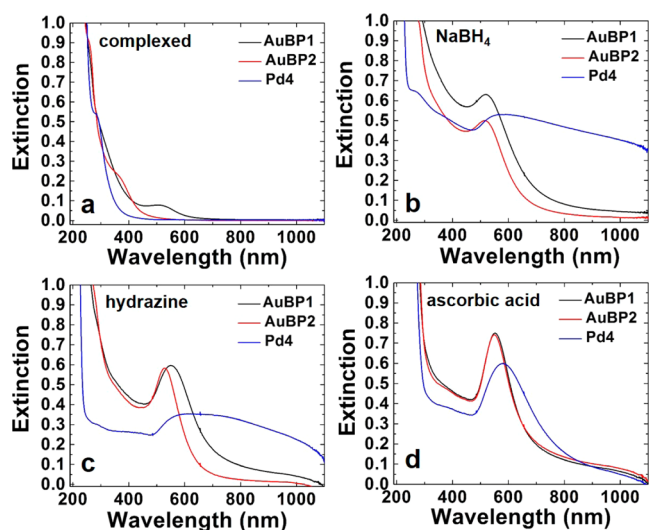 complexed
AuBP1
AuBP2
Pd4
Extinction
1.0
0.9
0.8
0.7
0.6
0.5
0.4
0.3
0.2
0.1
0.0
a
200 400 600 800 1000
Wavelength (nm)
NaBH4
AuBP1
AuBP2
Pd4
Extinction
1.0
0.9
0.8
0.7
0.6
0.5
0.4
0.3
0.2
0.1
0.0
b
200 400 600 800 1000
Wavelength (nm)
hydrazine
AuBP1
AuBP2
Pd4
Extinction
1.0
0.9
0.8
0.7
0.6
0.5
0.4
0.3
0.2
0.1
0.0
c
200 400 600 800 1000
Wavelength (nm)
ascorbic acid
AuBP1
AuBP2
Pd4
Extinction
1.0
0.9
0.8
0.7
0.6
0.5
0.4
0.3
0.2
0.1
0.0
d
200 400 600 800 1000
Wavelength (nm)